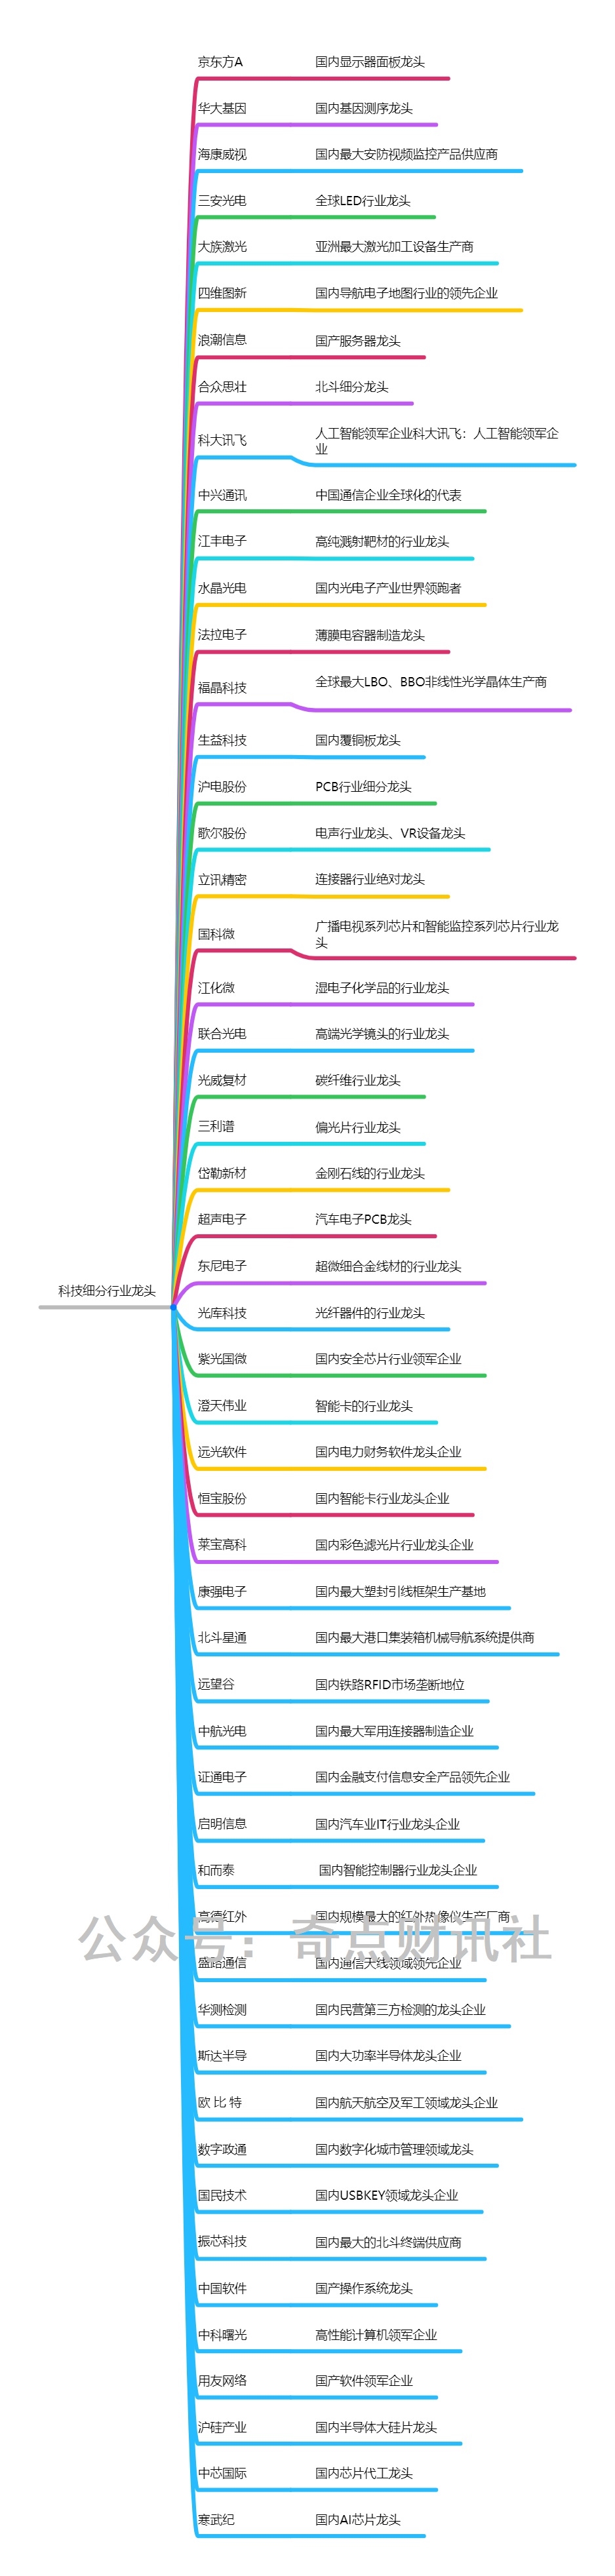 京东方A 国内显示器面板龙头
华大基因 国内基因测序龙头
海康威视 国内最大安防视频监控产品供应商
三安光电 全球LED行业龙头
大族激光 亚洲最大激光加工设备生产商
四维图新 国内导航电子地图行业的领先企业
浪潮信息 国产服务器龙头
合众思壮 北斗细分龙头
科大讯飞 人工智能领军企业科大讯飞：人工智能领军企
业
中兴通讯 中国通信企业全球化的代表
江丰电子 高纯溅射靶材的行业龙头
水晶光电 国内光电子产业世界领跑者
法拉电子 薄膜电容器制造龙头
福晶科技 全球最大LBO、BBO非线性光学晶体生产商
生益科技 国内覆铜板龙头
沪电股份 PCB行业细分龙头
歌尔股份 电声行业龙头、VR设备龙头
立讯精密 连接器行业绝对龙头
国科微 广播电视系列芯片和智能监控系列芯片行业龙
头
江化微 湿电子化学品的行业龙头
联合光电 高端光学镜头的行业龙头
光威复材 碳纤维行业龙头
三利谱 偏光片行业龙头
岱勒新材 金刚石线的行业龙头
超声电子 汽车电子PCB龙头
东尼电子 超微细合金线材的行业龙头
科技细分行业龙头
光库科技 光纤器件的行业龙头
紫光国微 国内安全芯片行业领军企业
澄天伟业 智能卡的行业龙头
远光软件 国内电力财务软件龙头企业
恒宝股份 国内智能卡行业龙头企业
莱宝高科 国内彩色滤光片行业龙头企业
康强电子 国内最大塑封引线框架生产基地
北斗星通 国内最大港口集装箱机械导航系统提供商
远望谷 国内铁路RFID市场垄断地位
中航光电 国内最大军用连接器制造企业
证通电子 国内金融支付信息安全产品领先企业
启明信息 国内汽车业IT行业龙头企业
和而泰 国内智能控制器行业龙头企业
高德红外 国内规模最大的红外热像仪生产厂商
公众号：奇点财讯社
盛路通信 国内通信天线领域领先企业
华测检测 国内民营第三方检测的龙头企业
斯达半导 国内大功率半导体龙头企业
欧 比 特 国内航天航空及军工领域龙头企业
数字政通 国内数字化城市管理领域龙头
国民技术 国内USBKEY领域龙头企业
振芯科技 国内最大的北斗终端供应商
中国软件 国产操作系统龙头
中科曙光 高性能计算机领军企业
用友网络 国产软件领军企业
沪硅产业 国内半导体大硅片龙头
中芯国际 国内芯片代工龙头
寒武纪 国内AI芯片龙头